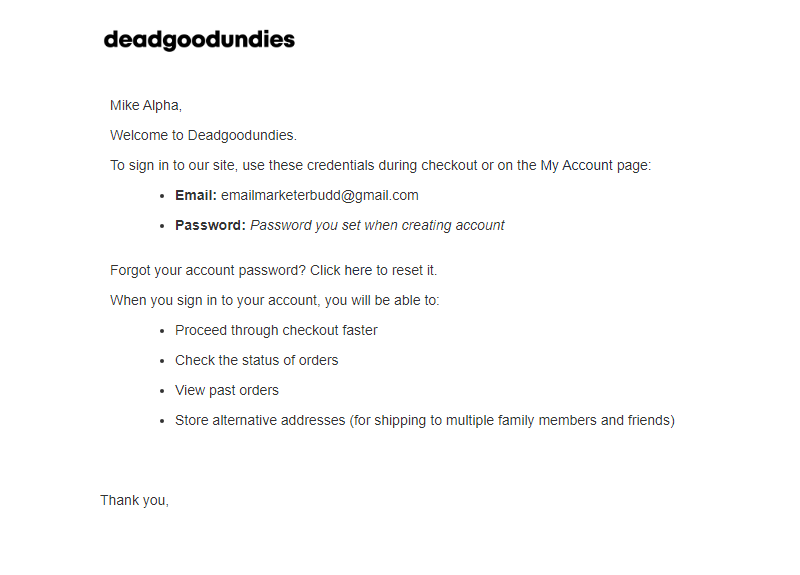 deadgoodundies
Mike Alpha,
Welcome to Deadgoodundies.
To sign in to our site, use these credentials during checkout or on the My Account page:
• Email: emailmarketerbudd@gmail.com
• Password: Password you set when creating account
Forgot your account password? Click here to reset it.
When you sign in to your account, you will be able to:
• Proceed through checkout faster
• Check the status of orders
• View past orders
• Store alternative addresses (for shipping to multiple family members and friends)
Thank you,